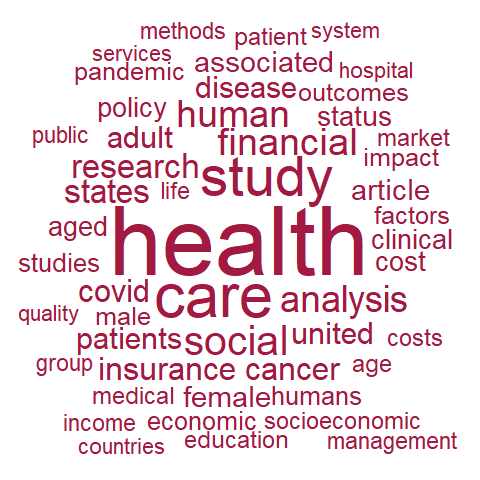 methods patient system
services associated
pandemic hospital
disease outcomes
policy human status
public adult financial market
research study impact
states life article
aged health factors
clinical
studies cost
covid care analysis
quality male
patients social united costs
group insurance cancer age
medical female humans
income economic socioeconomic
countries education management